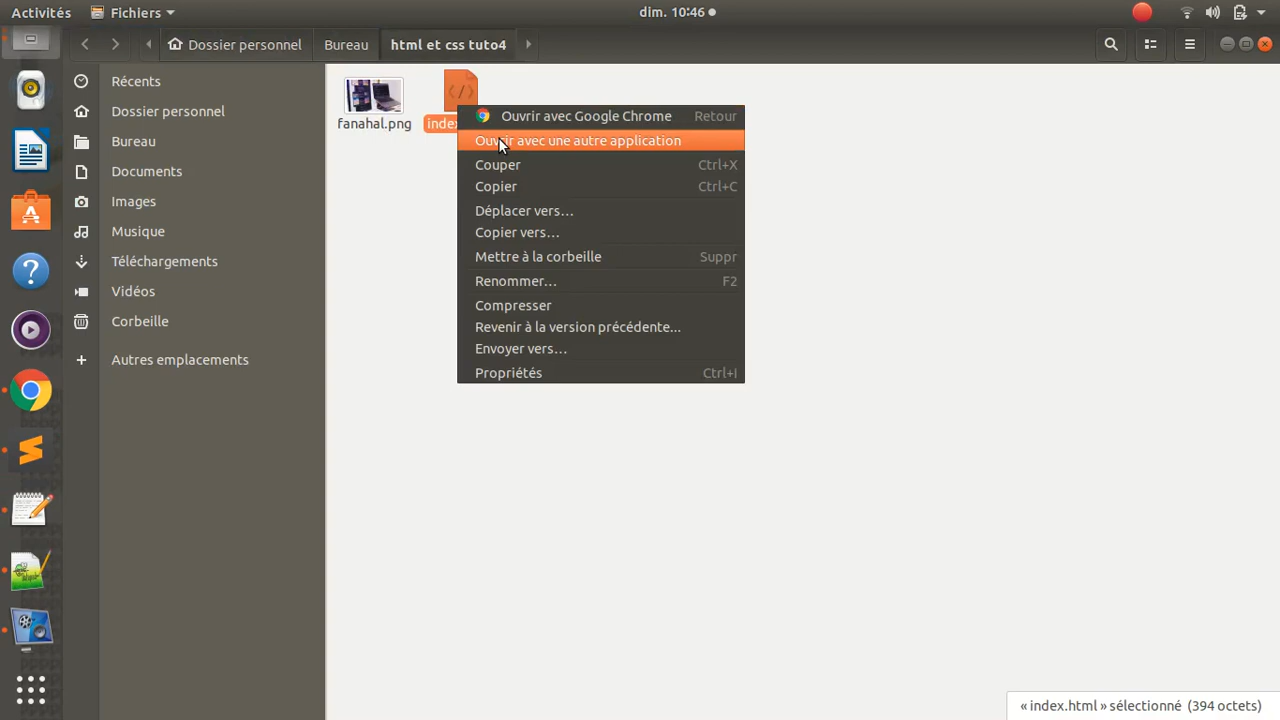 Activités Fichiers dim. 10:46
Dossier personnel Bureau html et css tuto4
Récents
Dossier personnel
Bureau
Documents
Images
Musique
Téléchargements
Vidéos
Corbeille
Autres emplacements
fanahal.png
index
Ouvrir avec Google Chrome Retour
Ouvrir avec une autre application
Couper Ctrl+X
Copier Ctrl+C
Déplacer vers…
Copier vers…
Mettre à la corbeille Suppr
Renommer… F2
Compresser
Revenir à la version précédente…
Envoyer vers…
Propriétés Ctrl+I
« index.html » sélectionné (394 octets)